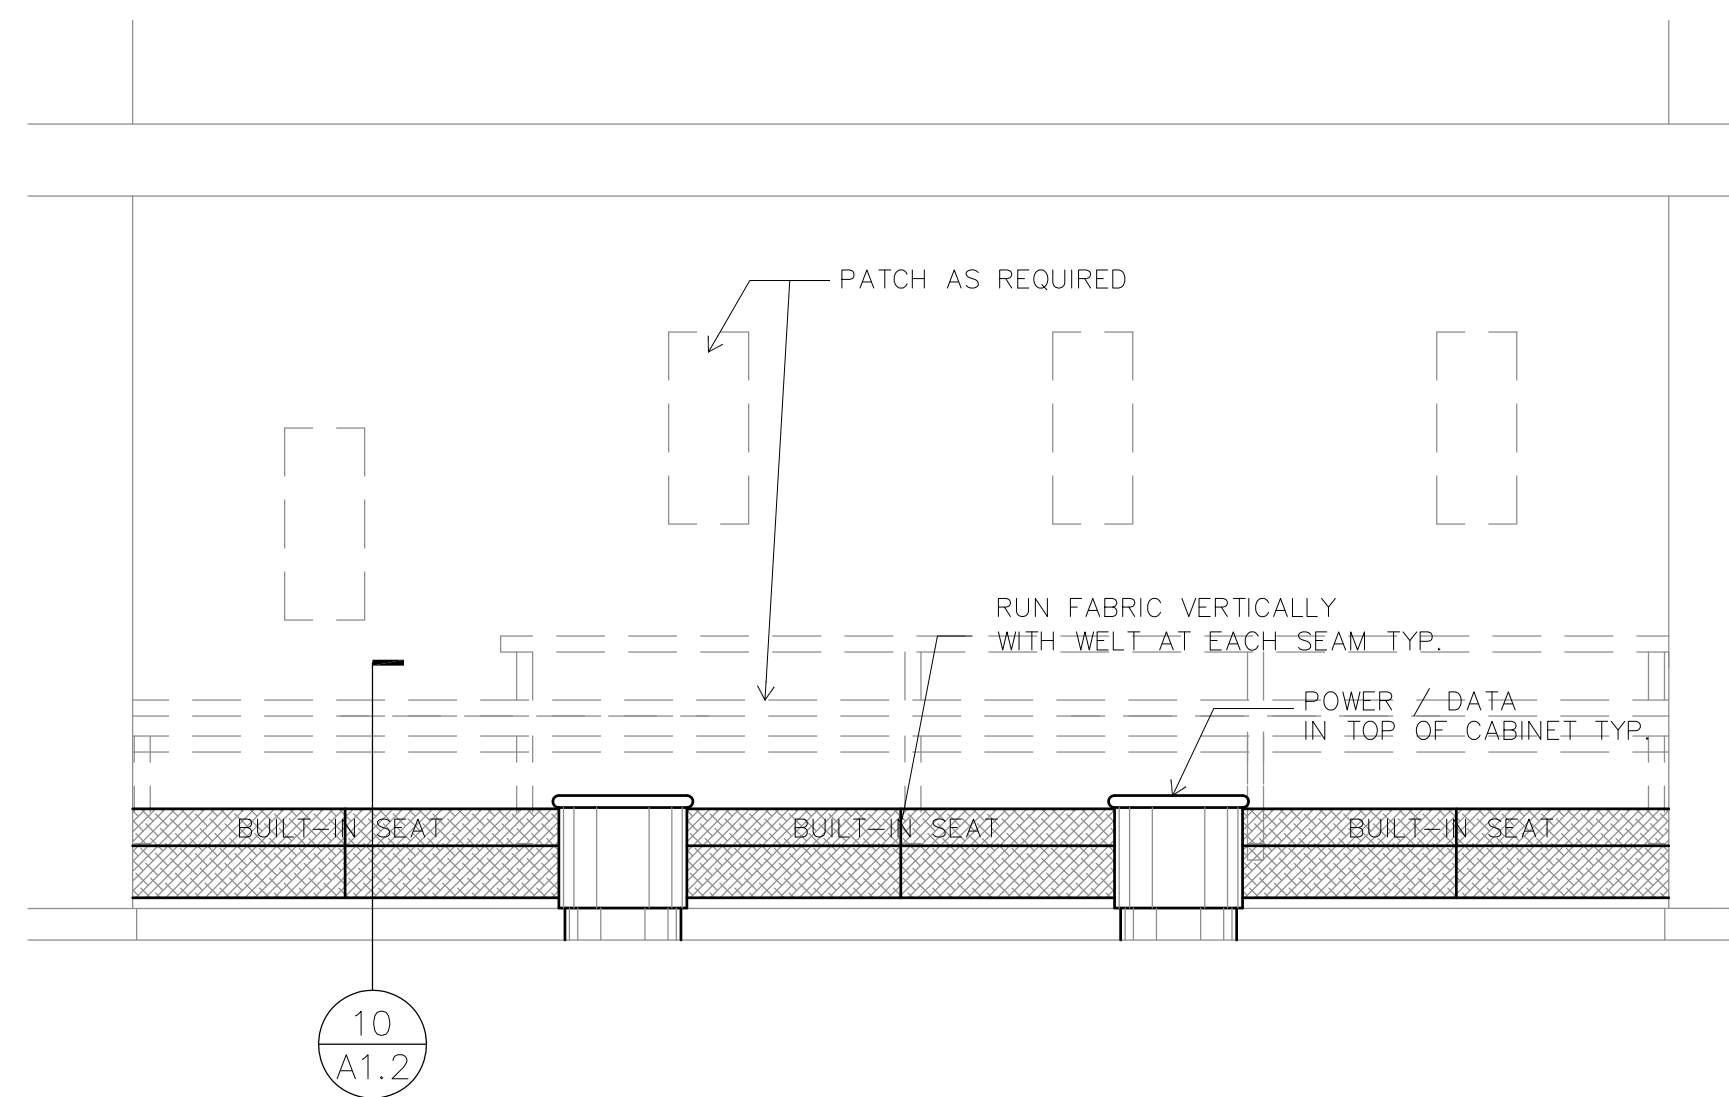 PATCH AS REQUIRED
RUN FABRIC VERTICALLY
WITH WELT AT EACH SEAM TYP.
POWER / DATA
IN TOP OF CABINET TYP.
BUILT-IN SEAT
BUILT-IN SEAT
BUILT-IN SEAT
10
A1.2